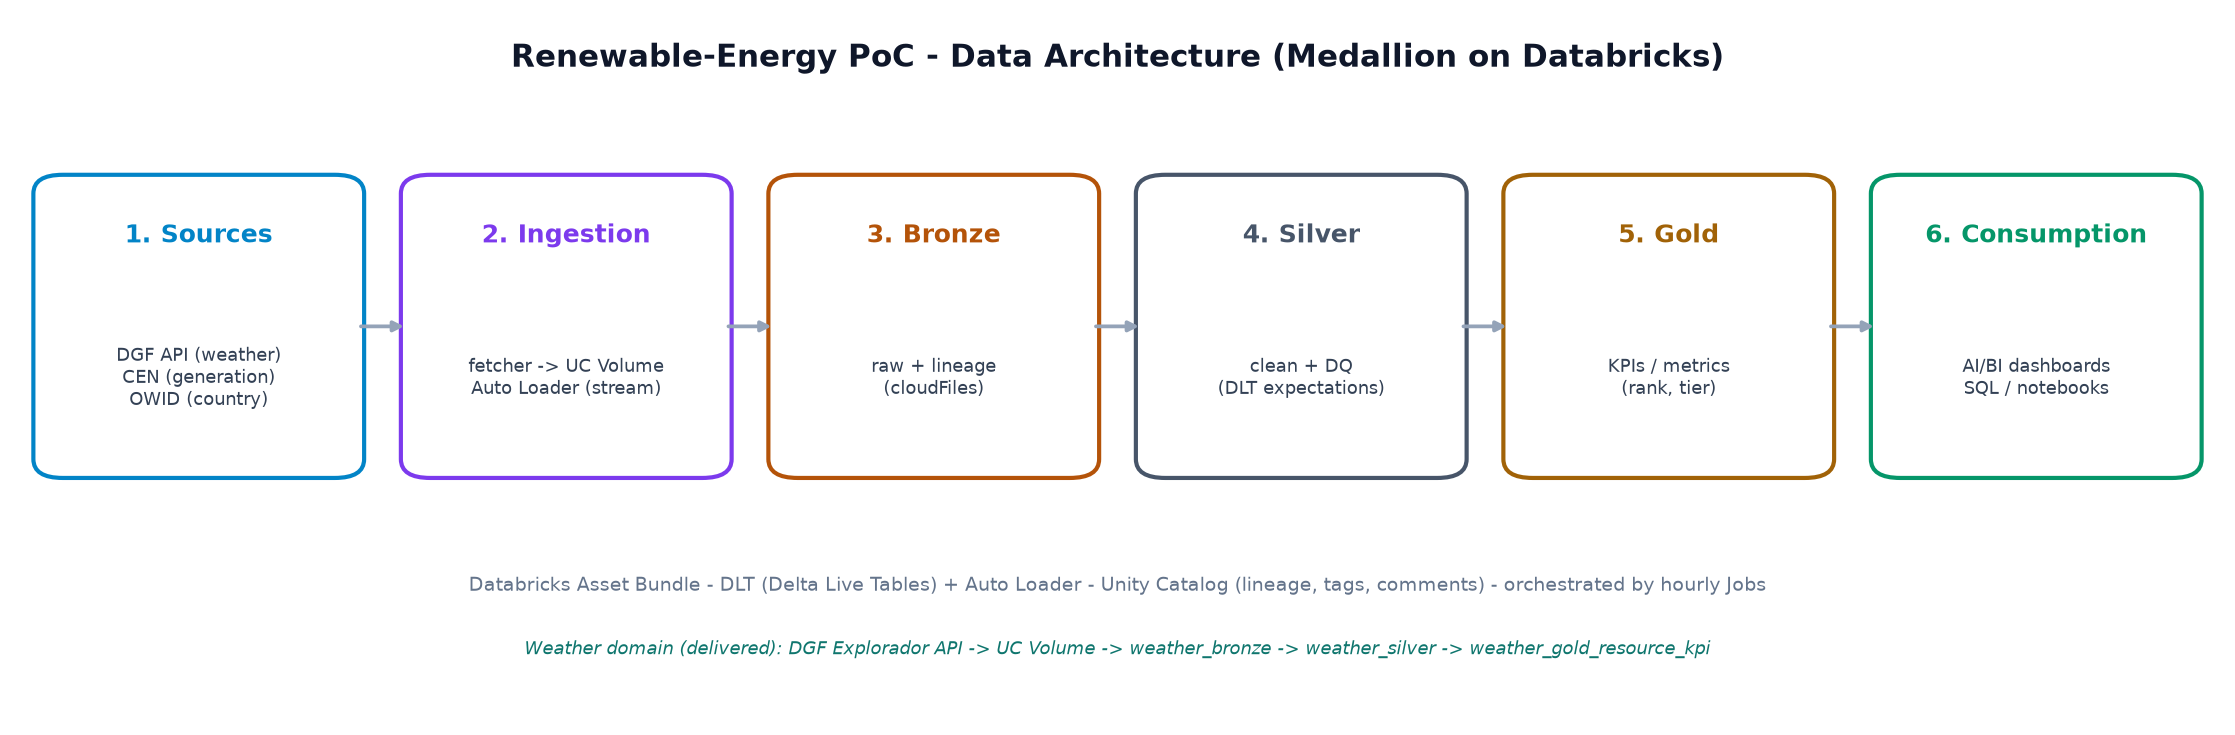 Renewable-Energy PoC - Data Architecture (Medallion on Databricks)
1. Sources
DGF API (weather)
CEN (generation)
OWID (country)
2. Ingestion
fetcher -> UC Volume
Auto Loader (stream)
3. Bronze
raw + lineage
(cloudFiles)
4. Silver
clean + DQ
(DLT expectations)
5. Gold
KPIs / metrics
(rank, tier)
6. Consumption
AI/BI dashboards
SQL / notebooks
Databricks Asset Bundle - DLT (Delta Live Tables) + Auto Loader - Unity Catalog (lineage, tags, comments) - orchestrated by hourly Jobs
Weather domain (delivered): DGF Explorador API -> UC Volume -> weather_bronze -> weather_silver -> weather_gold_resource_kpi